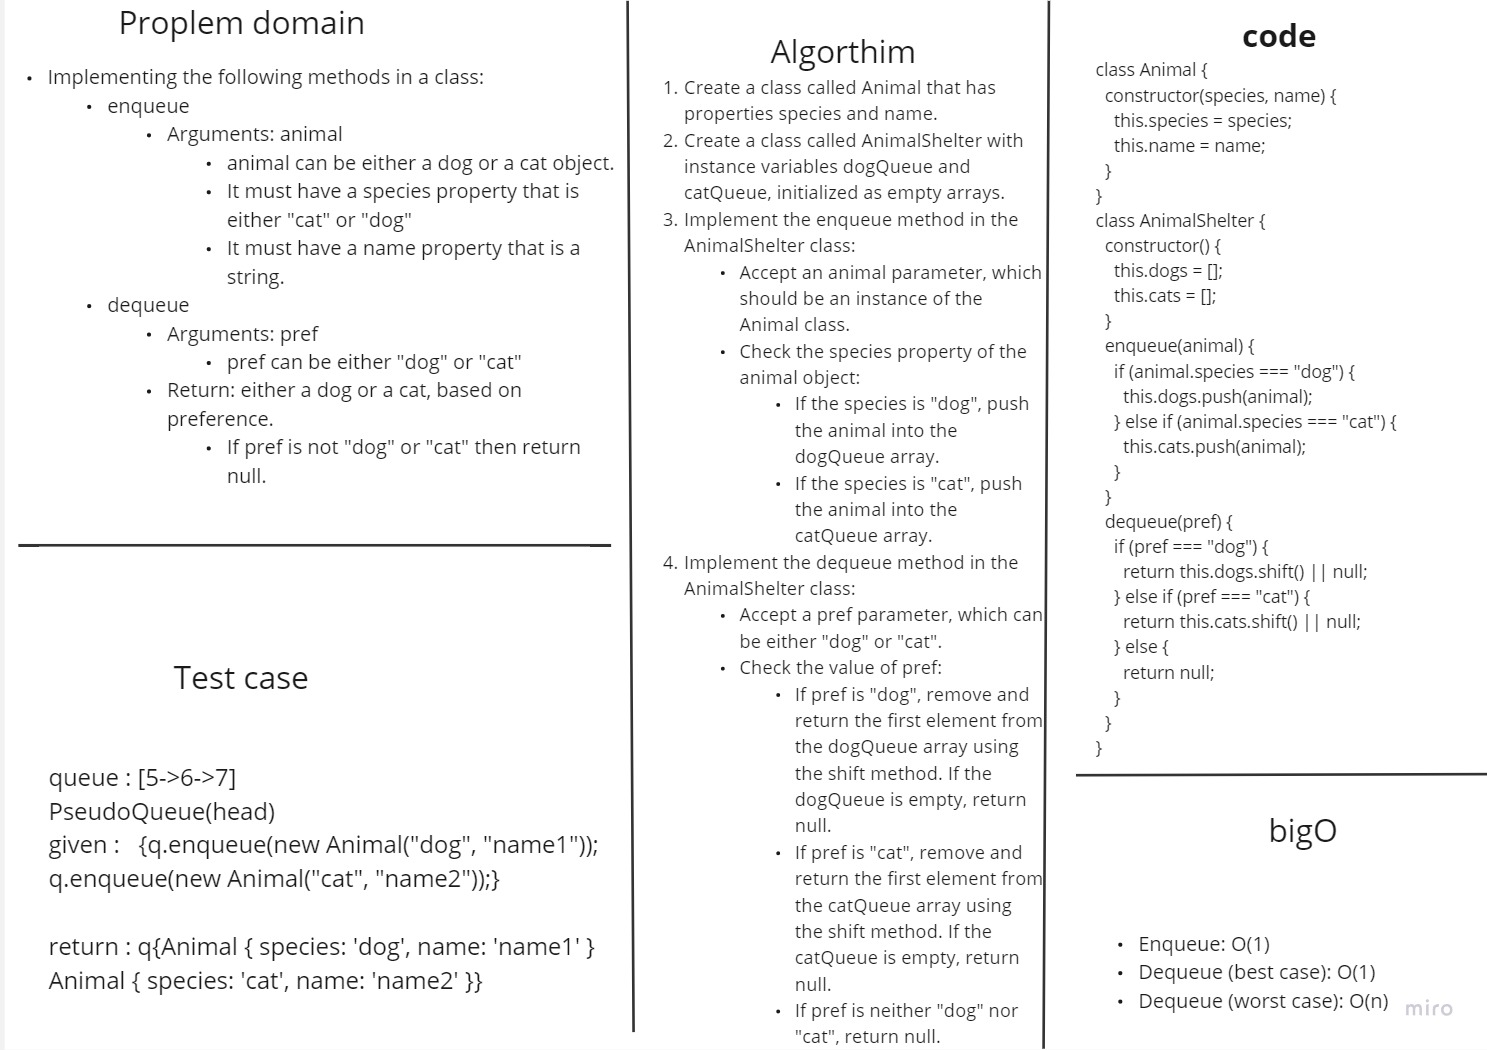 Proplem domain
• Implementing the following methods in a class:
• enqueue
• Arguments: animal
• animal can be either a dog or a cat object.
• It must have a species property that is
either "cat" or "dog"
• It must have a name property that is a
string.
• dequeue
• Arguments: pref
• pref can be either "dog" or "cat"
• Return: either a dog or a cat, based on
preference.
• If pref is not "dog" or "cat" then return
null.
Test case
queue : [5->6->7]
PseudoQueue(head)
given :   {q.enqueue(new Animal("dog", "name1"));
q.enqueue(new Animal("cat", "name2"));}
return : q{Animal { species: 'dog', name: 'name1' }
Animal { species: 'cat', name: 'name2' }}
Algorthim
1. Create a class called Animal that has
properties species and name.
2. Create a class called AnimalShelter with
instance variables dogQueue and
catQueue, initialized as empty arrays.
3. Implement the enqueue method in the
AnimalShelter class:
• Accept an animal parameter, which
should be an instance of the
Animal class.
• Check the species property of the
animal object:
• If the species is "dog", push
the animal into the
dogQueue array.
• If the species is "cat", push
the animal into the
catQueue array.
4. Implement the dequeue method in the
AnimalShelter class:
• Accept a pref parameter, which can
be either "dog" or "cat".
• Check the value of pref:
• If pref is "dog", remove and
return the first element from
the dogQueue array using
the shift method. If the
dogQueue is empty, return
null.
• If pref is "cat", remove and
return the first element from
the catQueue array using
the shift method. If the
catQueue is empty, return
null.
• If pref is neither "dog" nor
"cat", return null.
code
class Animal {
constructor(species, name) {
this.species = species;
this.name = name;
}
}
class AnimalShelter {
constructor() {
this.dogs = [];
this.cats = [];
}
enqueue(animal) {
if (animal.species === "dog") {
this.dogs.push(animal);
} else if (animal.species === "cat") {
this.cats.push(animal);
}
}
dequeue(pref) {
if (pref === "dog") {
return this.dogs.shift() || null;
} else if (pref === "cat") {
return this.cats.shift() || null;
} else {
return null;
}
}
}
bigO
• Enqueue: O(1)
• Dequeue (best case): O(1)
• Dequeue (worst case): O(n)
miro